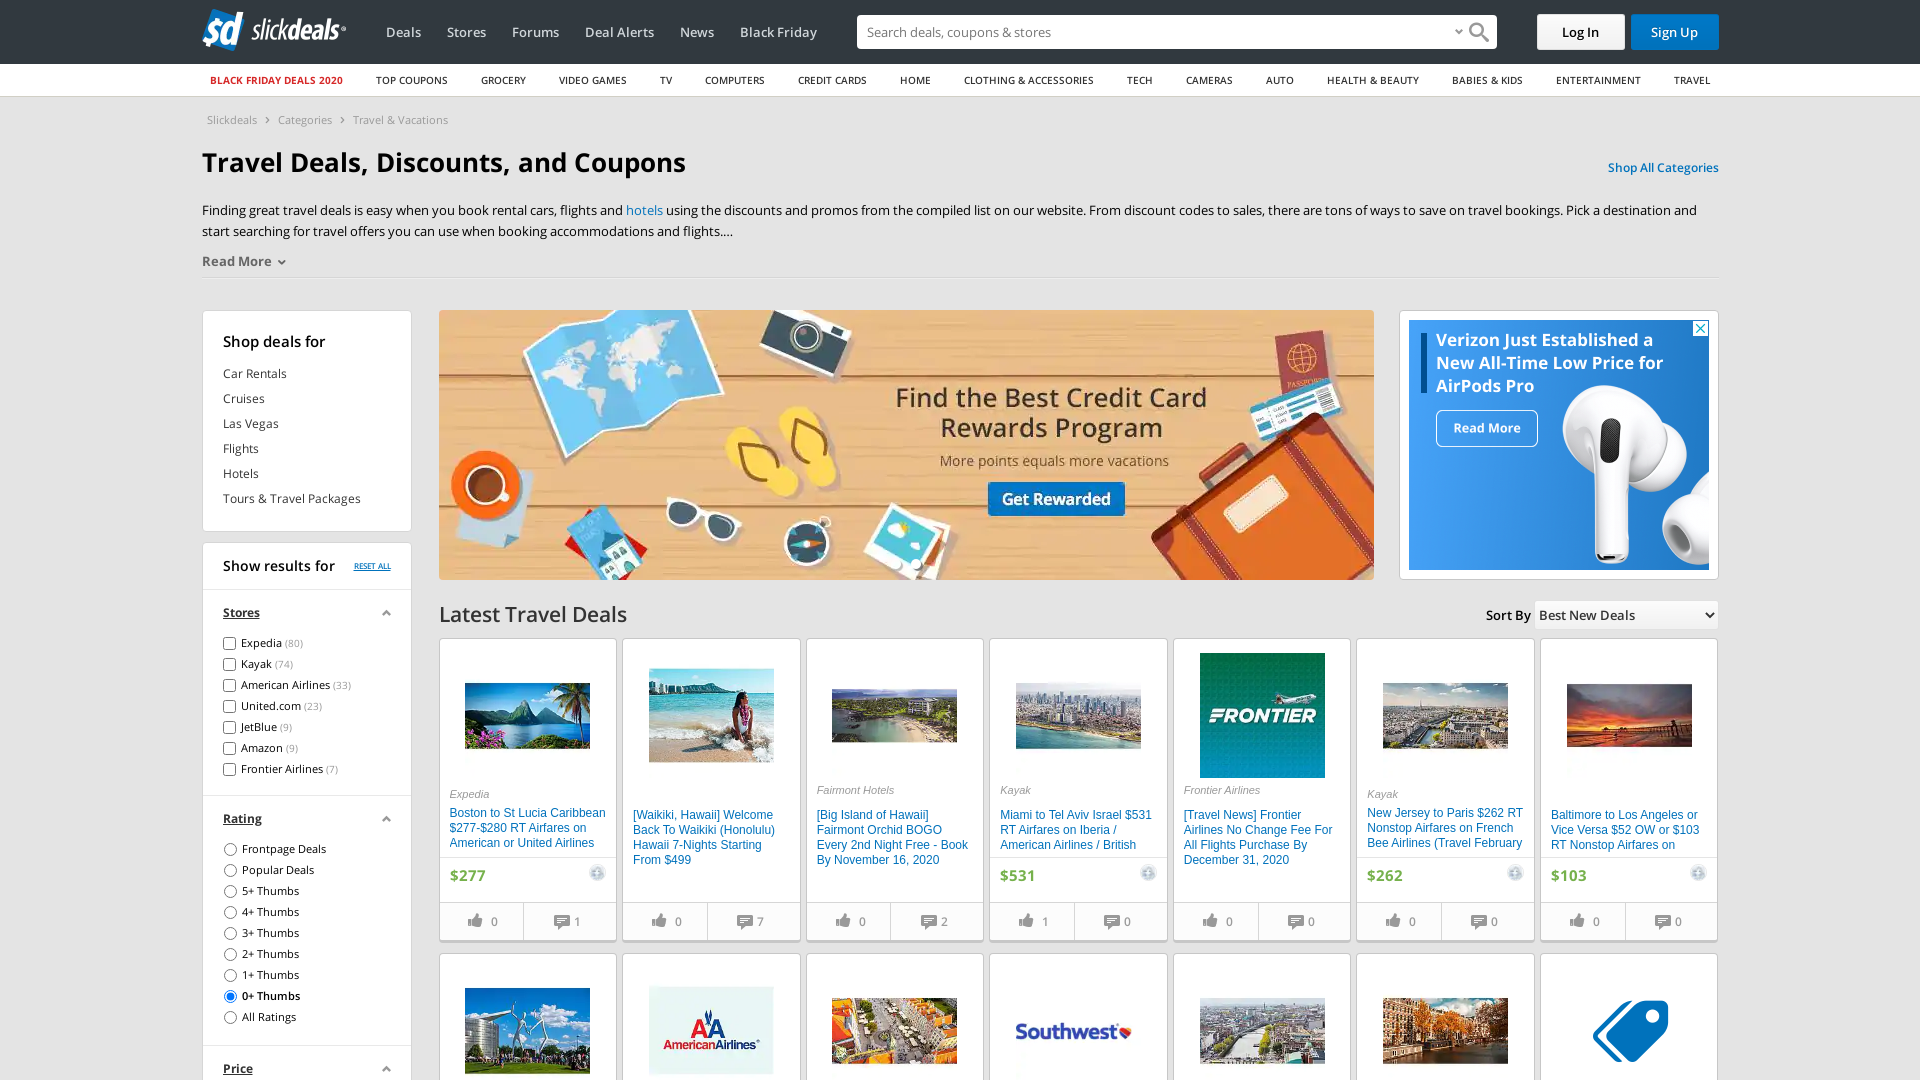 sd slickdeals
Deals
Stores
Forums
Deal Alerts
News
Black Friday
Search deals, coupons & stores
Log In
Sign Up
BLACK FRIDAY DEALS 2020
TOP COUPONS
GROCERY
VIDEO GAMES
TV
COMPUTERS
CREDIT CARDS
HOME
CLOTHING & ACCESSORIES
TECH
CAMERAS
AUTO
HEALTH & BEAUTY
BABIES & KIDS
ENTERTAINMENT
TRAVEL
Slickdeals
Categories
Travel & Vacations
Travel Deals, Discounts, and Coupons
Shop All Categories
Finding great travel deals is easy when you book rental cars, flights and hotels using the discounts and promos from the compiled list on our website. From discount codes to sales, there are tons of ways to save on travel bookings. Pick a destination and
start searching for travel offers you can use when booking accommodations and flights.…
Read More
Shop deals for
Car Rentals
Cruises
Las Vegas
Flights
Hotels
Tours & Travel Packages
PASSPORT
Find the Best Credit Card
Rewards Program
More points equals more vacations
Get Rewarded
Verizon Just Established a
New All-Time Low Price for
AirPods Pro
Read More
Show results for
RESET ALL
Stores
Expedia (80)
Kayak (74)
American Airlines (33)
United.com (23)
JetBlue (9)
Amazon (9)
Frontier Airlines (7)
Rating
Frontpage Deals
Popular Deals
5+ Thumbs
4+ Thumbs
3+ Thumbs
2+ Thumbs
1+ Thumbs
0+ Thumbs
All Ratings
Price
Latest Travel Deals
Sort By
Best New Deals
Expedia
Boston to St Lucia Caribbean
$277-$280 RT Airfares on
American or United Airlines
$277
0
1
[Waikiki, Hawaii] Welcome
Back To Waikiki (Honolulu)
Hawaii 7-Nights Starting
From $499
0
7
Fairmont Hotels
[Big Island of Hawaii]
Fairmont Orchid BOGO
Every 2nd Night Free - Book
By November 16, 2020
0
2
Kayak
Miami to Tel Aviv Israel $531
RT Airfares on Iberia /
American Airlines / British
$531
1
0
FRONTIER
Frontier Airlines
[Travel News] Frontier
Airlines No Change Fee For
All Flights Purchase By
December 31, 2020
0
0
Kayak
New Jersey to Paris $262 RT
Nonstop Airfares on French
Bee Airlines (Travel February
$262
0
0
Baltimore to Los Angeles or
Vice Versa $52 OW or $103
RT Nonstop Airfares on
$103
0
0
AA
AmericanAirlines
Southwest